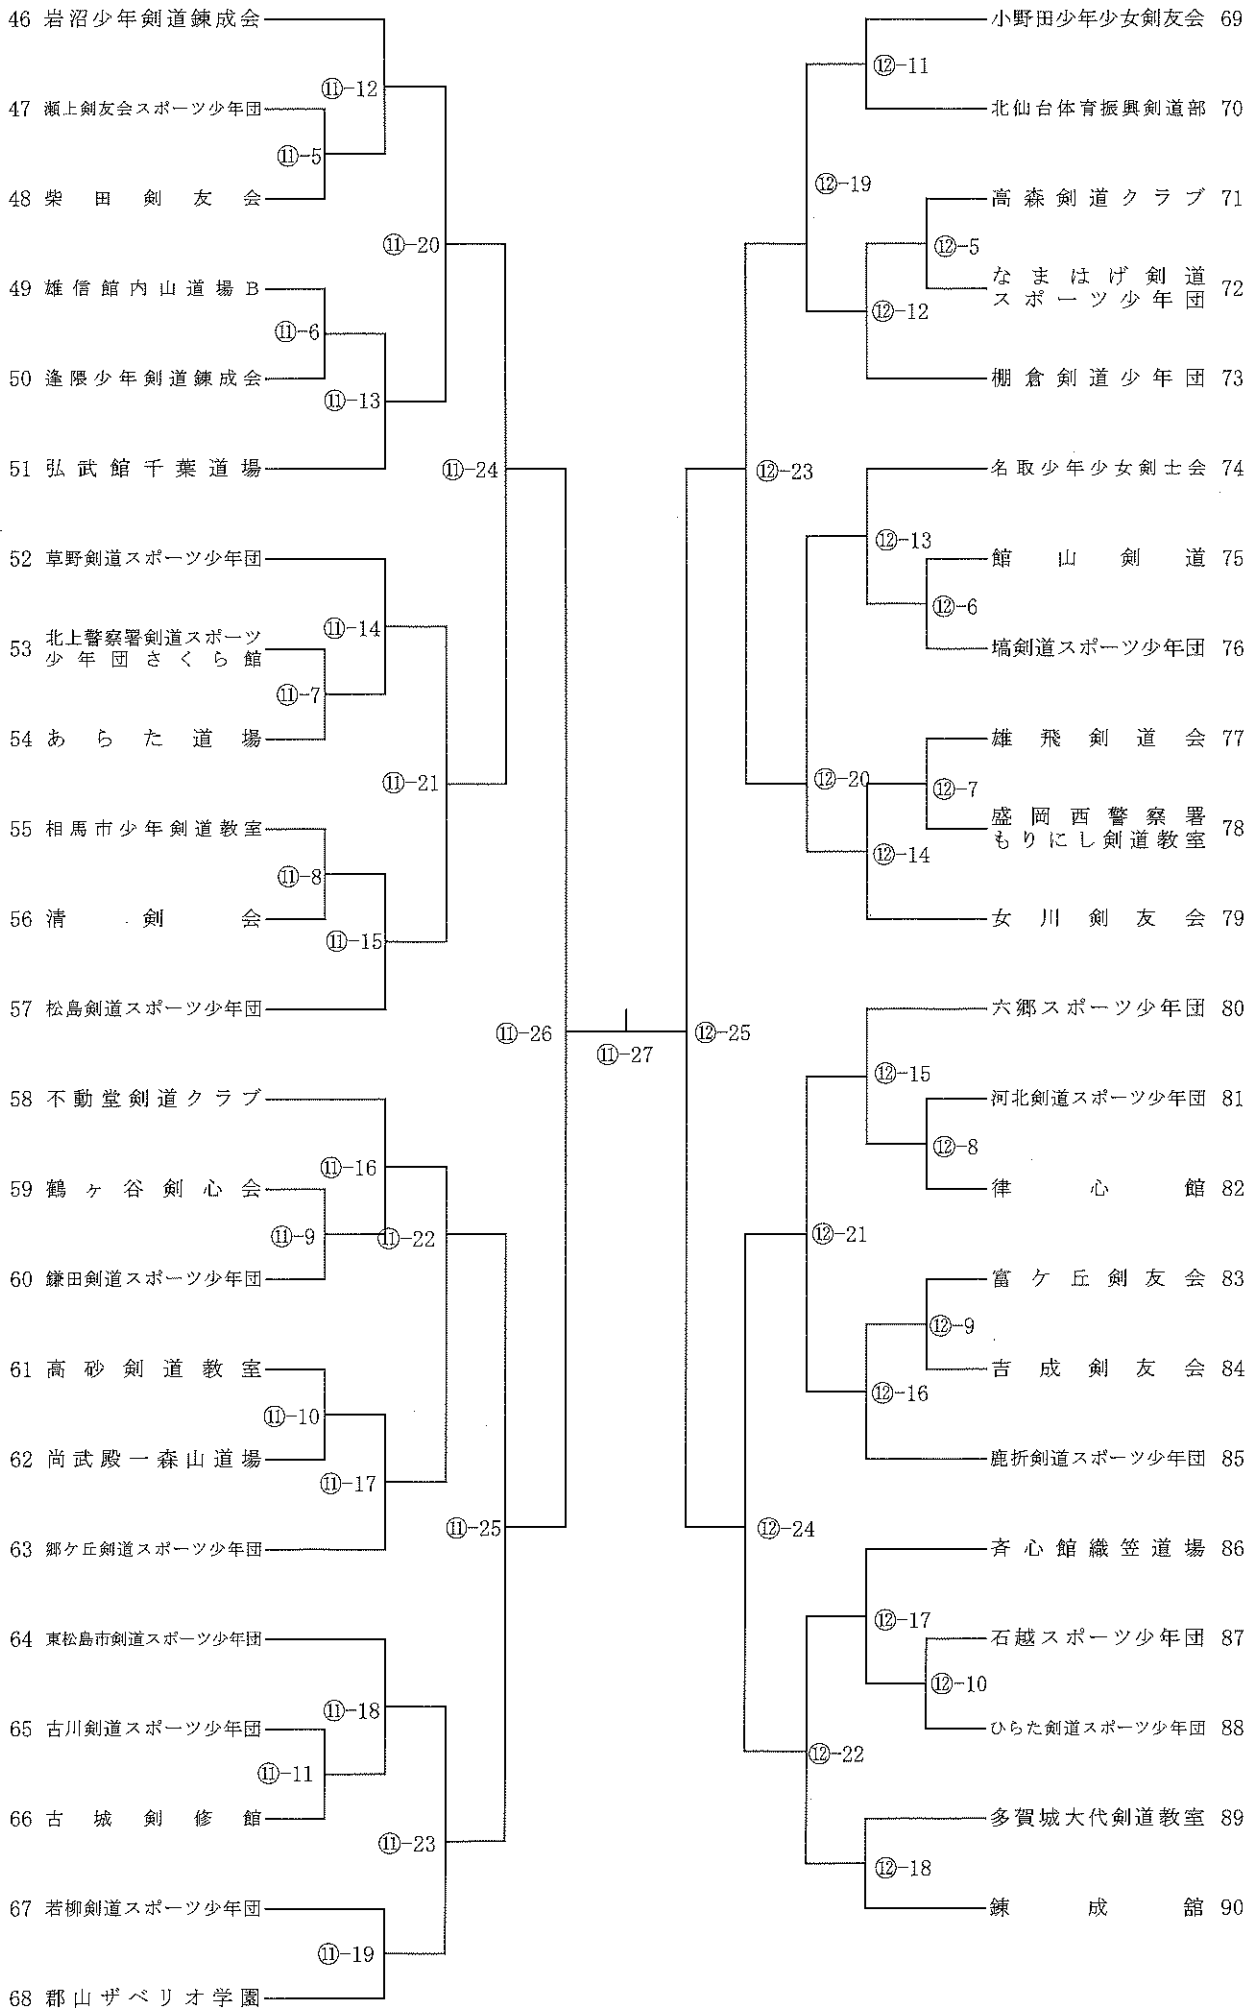 46 岩沼少年剣道錬成会
⑪-12
47 瀬上剣友会スポーツ少年団
⑪-5
48 柴田剣友会
⑪-20
49 雄信館内山道場B
⑪-6
50 逢隈少年剣道錬成会
⑪-13
51 弘武館千葉道場
⑪-24
52 草野剣道スポーツ少年団
⑪-14
53 北上警察署剣道スポーツ
少年団さくら館
⑪-7
54 あらた道場
⑪-21
55 相馬市少年剣道教室
⑪-8
56 清剣会
⑪-15
57 松島剣道スポーツ少年団
⑪-26
⑪-27
58 不動堂剣道クラブ
⑪-16
59 鶴ヶ谷剣心会
⑪-9
⑪-22
60 鎌田剣道スポーツ少年団
61 高砂剣道教室
⑪-10
62 尚武殿一森山道場
⑪-17
⑪-25
63 郷ケ丘剣道スポーツ少年団
64 東松島市剣道スポーツ少年団
⑪-18
65 古川剣道スポーツ少年団
⑪-11
66 古城剣修館
⑪-23
67 若柳剣道スポーツ少年団
⑪-19
68 郡山ザベリオ学園
小野田少年少女剣友会 69
⑫-11
北仙台体育振興剣道部 70
⑫-19
高森剣道クラブ 71
⑫-5
なまはげ剣道
スポーツ少年団 72
⑫-12
棚倉剣道少年団 73
⑫-23
名取少年少女剣士会 74
⑫-13
館山剣道 75
⑫-6
塙剣道スポーツ少年団 76
雄飛剣道会 77
⑫-20
⑫-7
盛岡西警察署
もりにし剣道教室 78
⑫-14
女川剣友会 79
⑫-25
六郷スポーツ少年団 80
⑫-15
河北剣道スポーツ少年団 81
⑫-8
律心館 82
⑫-21
富ケ丘剣友会 83
⑫-9
吉成剣友会 84
⑫-16
鹿折剣道スポーツ少年団 85
⑫-24
斉心館織笠道場 86
⑫-17
石越スポーツ少年団 87
⑫-10
ひらた剣道スポーツ少年団 88
⑫-22
多賀城大代剣道教室 89
⑫-18
錬成館 90